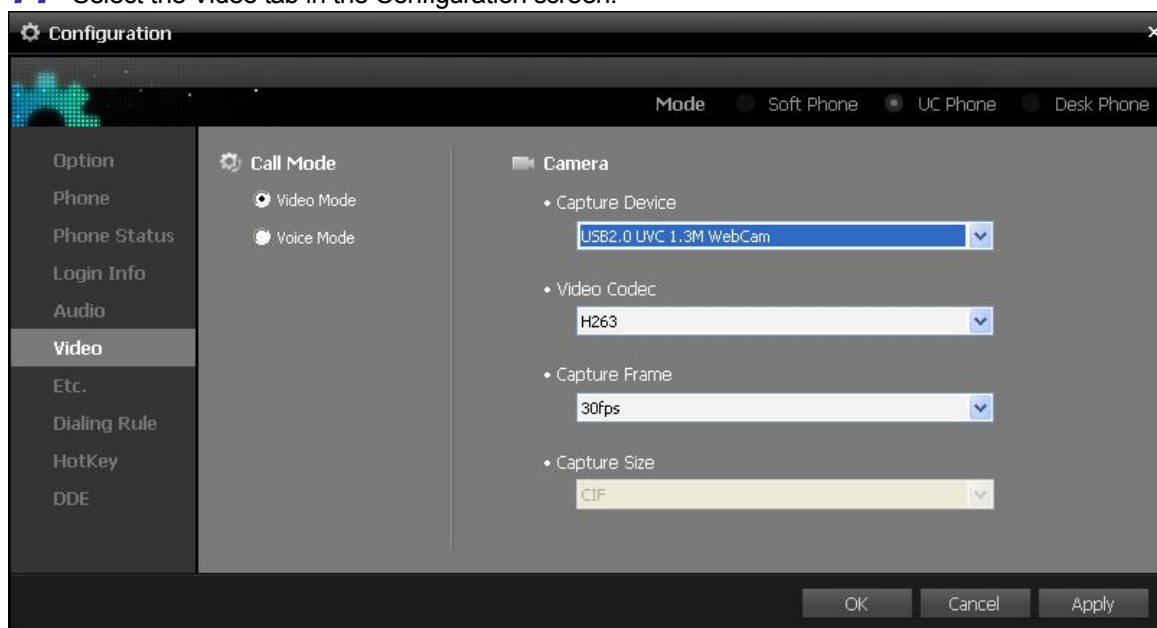 Select the Video tab in the Configuration screen.
Configuration
Mode Soft Phone UC Phone Desk Phone
Option
Phone
Phone Status
Login Info
Audio
Video
Etc.
Dialing Rule
HotKey
DDE
Call Mode
Video Mode
Voice Mode
Camera
• Capture Device
USB2.0 UVC 1.3M WebCam
• Video Codec
H263
• Capture Frame
30fps
• Capture Size
CIF
OK Cancel Apply